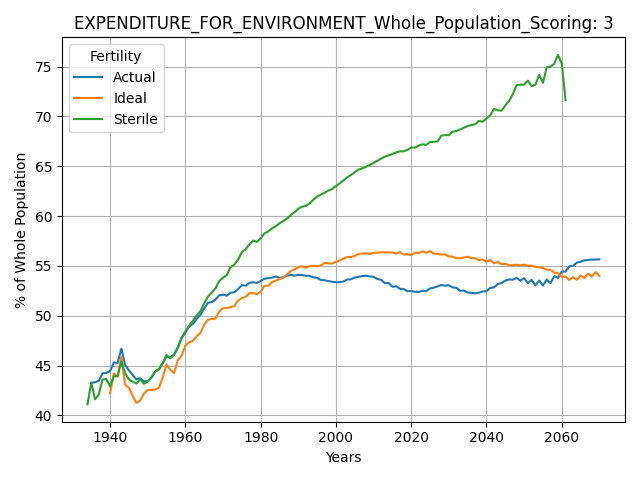 EXPENDITURE_FOR_ENVIRONMENT_Whole_Population_Scoring: 3
Fertility
Actual
Ideal
Sterile
% of Whole Population
75
70
65
60
55
50
45
40
1940 1960 1980 2000 2020 2040 2060
Years